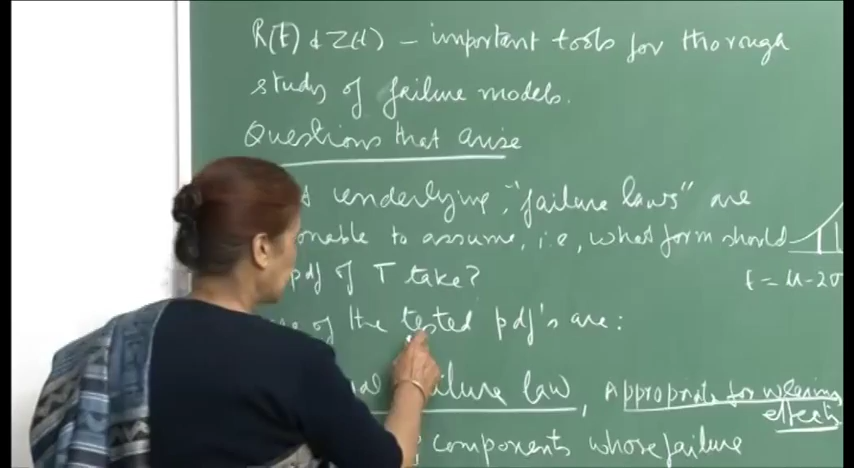 R(t) & Z(t) – important tools for thorough
study of failure models.
Questions that arise
underlying, "failure laws" are
onable to assume, i.e, what form should
pdf of T take?
t = μ-2σ
of the tested pdf's are:
al failure law, Appropriate for wearing
effects
components whose failure